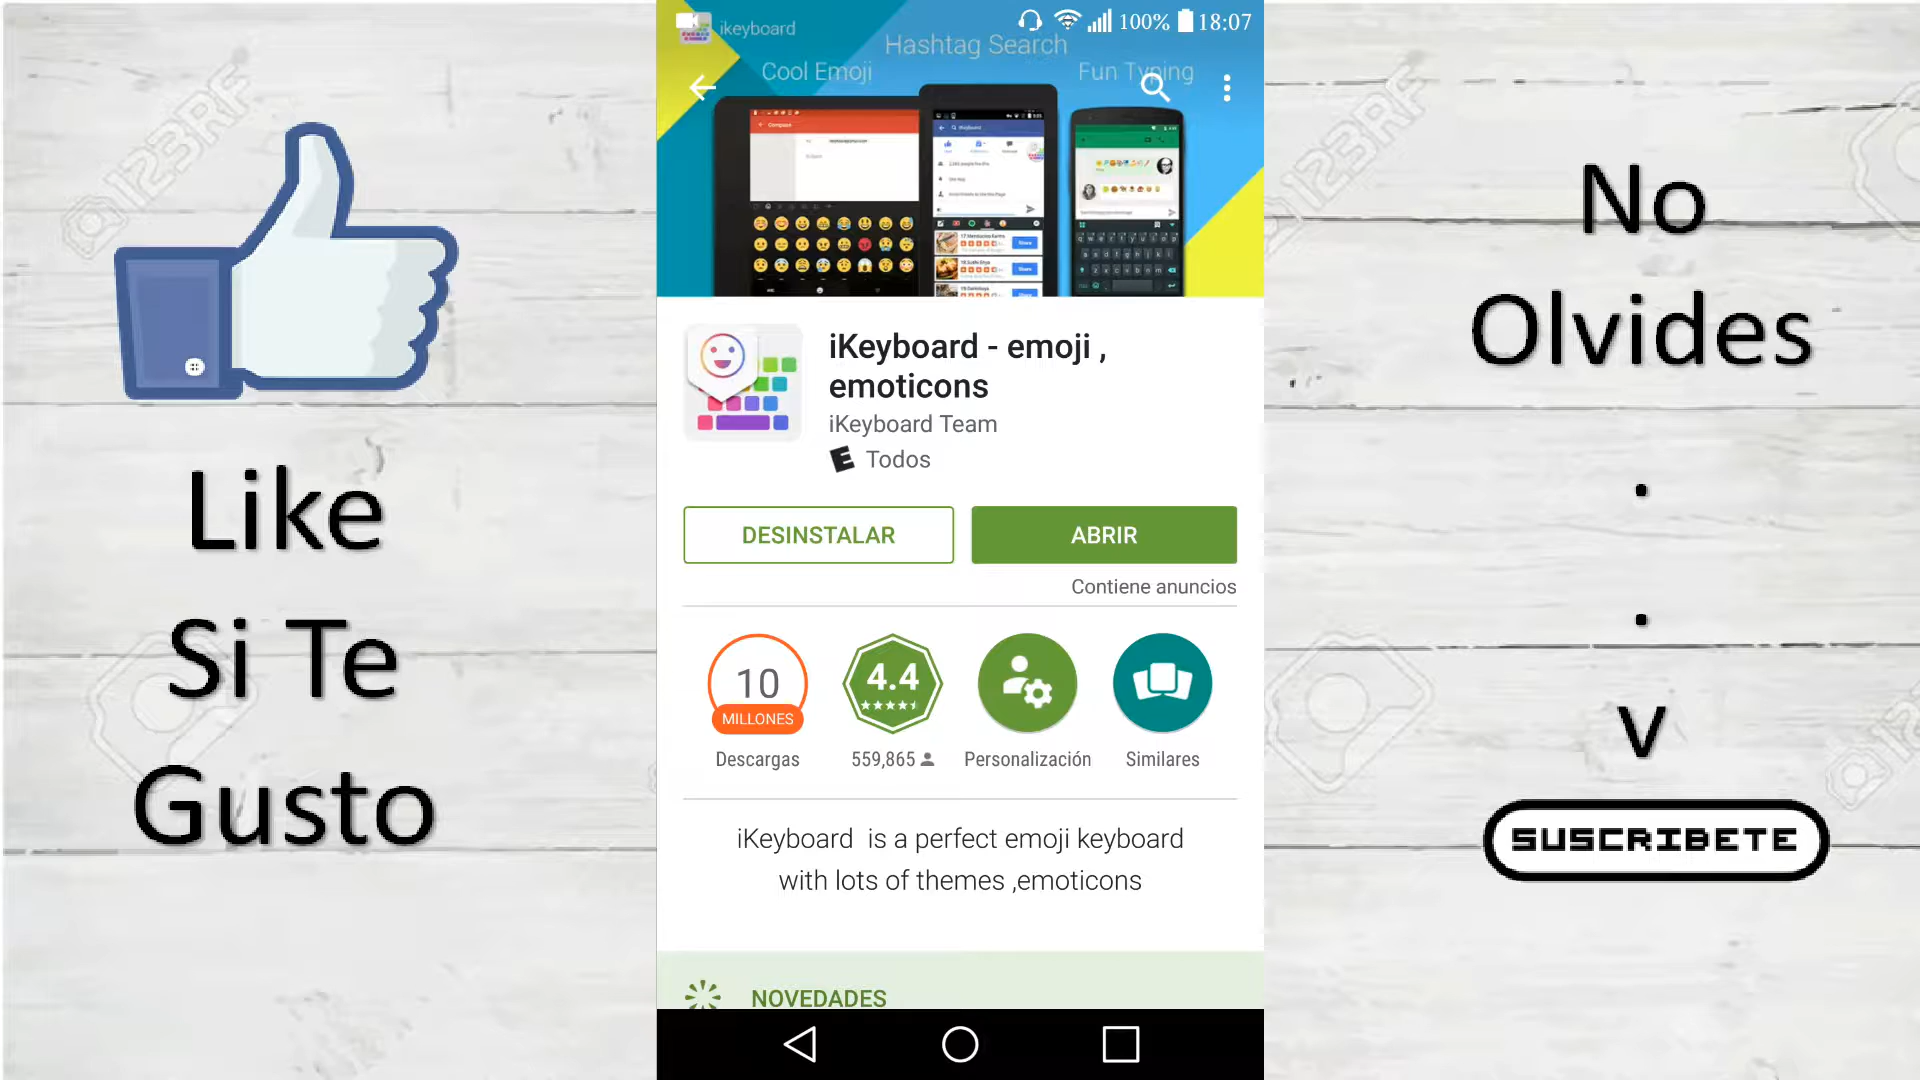 ikeyboard
100%
18:07
Hashtag Search
Cool Emoji
Fun Typing
iKeyboard - emoji ,
emoticons
iKeyboard Team
Todos
DESINSTALAR
ABRIR
Contiene anuncios
10
MILLONES
4.4
Descargas
559,865
Personalización
Similares
iKeyboard is a perfect emoji keyboard
with lots of themes ,emoticons
NOVEDADES
Like
Si Te
Gusto
No
Olvides
.
.
v
SUSCRIBETE
123RF
123RF